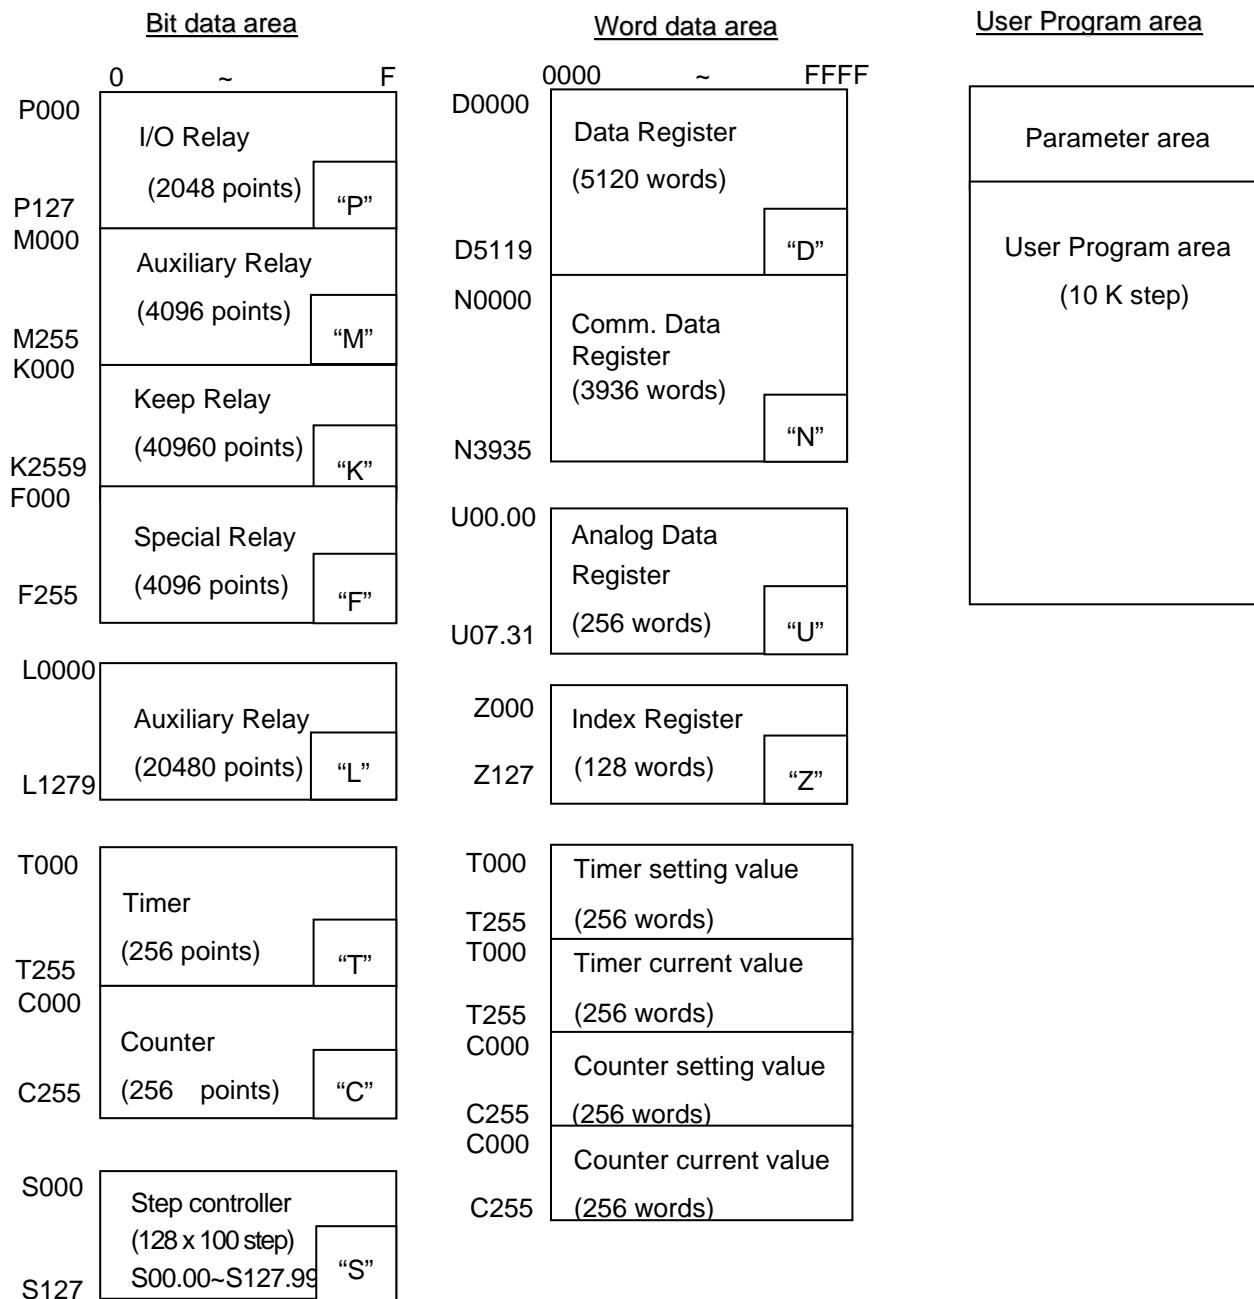 Bit data area
0 ~ F
P000
I/O Relay
(2048 points)
“P”
P127
M000
Auxiliary Relay
(4096 points)
“M”
M255
K000
Keep Relay
(40960 points)
“K”
K2559
F000
Special Relay
(4096 points)
“F”
F255
L0000
Auxiliary Relay
(20480 points)
“L”
L1279
T000
Timer
(256 points)
“T”
T255
C000
Counter
(256 points)
“C”
C255
S000
Step controller
(128 x 100 step)
S00.00~S127.99
“S”
S127
Word data area
0000 ~ FFFF
D0000
Data Register
(5120 words)
“D”
D5119
N0000
Comm. Data
Register
(3936 words)
“N”
N3935
U00.00
Analog Data
Register
(256 words)
“U”
U07.31
Z000
Index Register
(128 words)
“Z”
Z127
T000
Timer setting value
(256 words)
T255
T000
Timer current value
(256 words)
T255
C000
Counter setting value
(256 words)
C255
C000
Counter current value
(256 words)
C255
User Program area
Parameter area
User Program area
(10 K step)